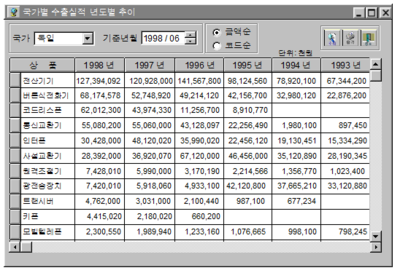 국가별 수출실적 년도별 추이
국가 독일 기준년월 1998 / 06 금액순 코드순
단위: 천원
상 품 1998 년 1997 년 1996 년 1995 년 1994 년 1993 년
전산기기 127,394,092 120,928,000 141,567,800 98,124,560 78,920,100 67,344,200
버튼식전화기 68,174,578 52,748,920 49,214,120 42,156,700 32,980,120 22,876,200
코드리스폰 62,012,300 43,974,330 11,256,700 8,910,770
통신교환기 55,080,200 55,060,000 43,128,097 22,256,490 1,980,100 897,450
인터폰 30,428,000 48,120,020 35,990,020 22,456,120 19,130,451 15,334,290
사설교환기 28,392,000 36,920,070 67,120,000 46,456,000 35,120,890 28,190,345
원격조절기 7,428,010 5,990,000 3,170,190 2,214,566 1,356,770 1,023,400
광전송장치 7,420,010 5,918,060 4,933,100 42,120,800 37,665,210 33,120,880
트랜시버 4,762,000 3,031,000 2,100,440 987,100 677,234
키폰 4,415,020 2,180,020 660,200
모빌텔레폰 2,300,550 1,989,940 1,233,160 1,076,665 998,100 798,245